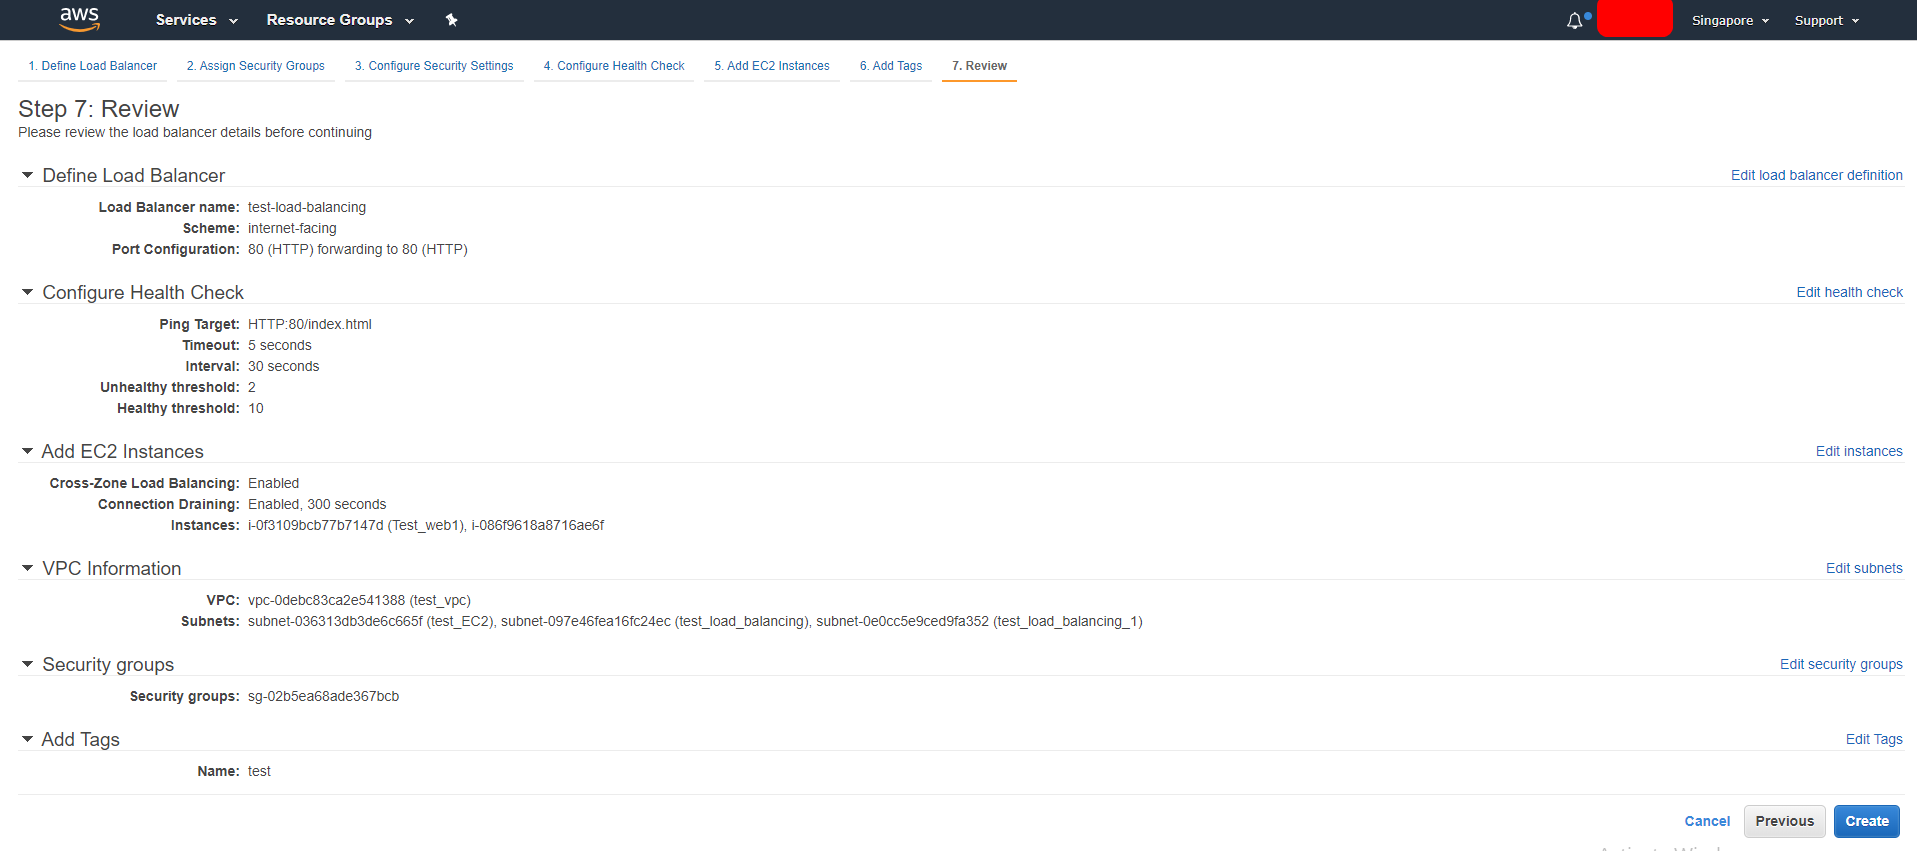 aws Services Resource Groups Singapore Support
1. Define Load Balancer 2. Assign Security Groups 3. Configure Security Settings 4. Configure Health Check 5. Add EC2 Instances 6. Add Tags 7. Review
Step 7: Review
Please review the load balancer details before continuing
Define Load Balancer Edit load balancer definition
Load Balancer name: test-load-balancing
Scheme: internet-facing
Port Configuration: 80 (HTTP) forwarding to 80 (HTTP)
Configure Health Check Edit health check
Ping Target: HTTP:80/index.html
Timeout: 5 seconds
Interval: 30 seconds
Unhealthy threshold: 2
Healthy threshold: 10
Add EC2 Instances Edit instances
Cross-Zone Load Balancing: Enabled
Connection Draining: Enabled, 300 seconds
Instances: i-0f3109bcb77b7147d (Test_web1), i-086f9618a8716ae6f
VPC Information Edit subnets
VPC: vpc-0debc83ca2e541388 (test_vpc)
Subnets: subnet-036313db3de6c665f (test_EC2), subnet-097e46fea16fc24ec (test_load_balancing), subnet-0e0cc5e9ced9fa352 (test_load_balancing_1)
Security groups Edit security groups
Security groups: sg-02b5ea68ade367bcb
Add Tags Edit Tags
Name: test
Cancel Previous Create